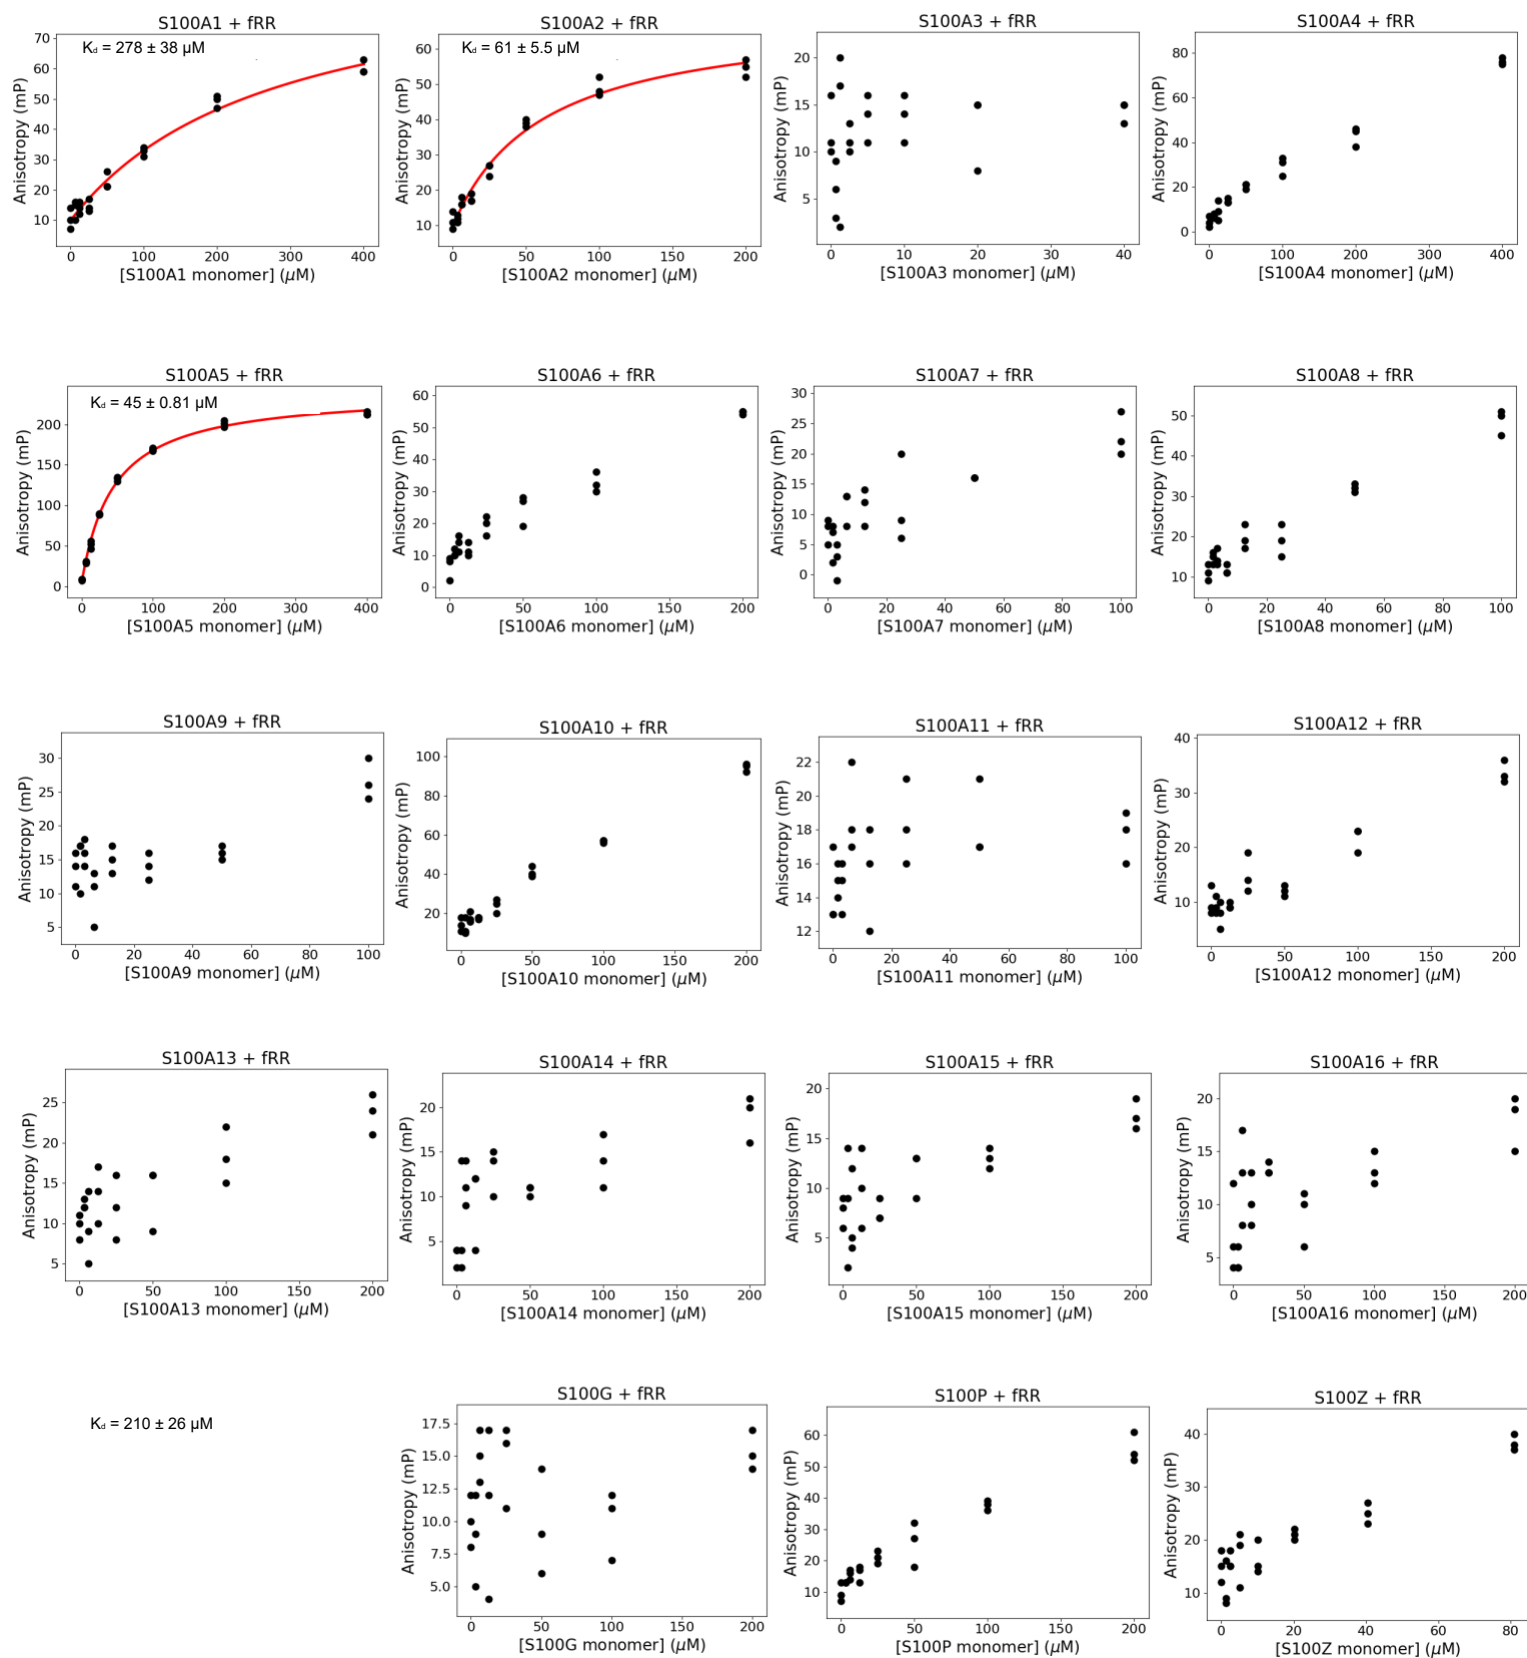 S100A1 + fRR
Kd = 278 ± 38 µM
Anisotropy (mP)
70
60
50
40
30
20
10
0 100 200 300 400
[S100A1 monomer] (µM)
S100A2 + fRR
Kd = 61 ± 5.5 µM
Anisotropy (mP)
60
50
40
30
20
10
0 50 100 150 200
[S100A2 monomer] (µM)
S100A3 + fRR
Anisotropy (mP)
20
15
10
5
0 10 20 30 40
[S100A3 monomer] (µM)
S100A4 + fRR
Anisotropy (mP)
80
60
40
20
0
0 100 200 300 400
[S100A4 monomer] (µM)
S100A5 + fRR
Kd = 45 ± 0.81 µM
Anisotropy (mP)
200
150
100
50
0
0 100 200 300 400
[S100A5 monomer] (µM)
S100A6 + fRR
Anisotropy (mP)
60
50
40
30
20
10
0
0 50 100 150 200
[S100A6 monomer] (µM)
S100A7 + fRR
Anisotropy (mP)
30
25
20
15
10
5
0
0 20 40 60 80 100
[S100A7 monomer] (µM)
S100A8 + fRR
Anisotropy (mP)
50
40
30
20
10
0 20 40 60 80 100
[S100A8 monomer] (µM)
S100A9 + fRR
Anisotropy (mP)
30
25
20
15
10
5
0 20 40 60 80 100
[S100A9 monomer] (µM)
S100A10 + fRR
Anisotropy (mP)
100
80
60
40
20
0 50 100 150 200
[S100A10 monomer] (µM)
S100A11 + fRR
Anisotropy (mP)
22
20
18
16
14
12
0 20 40 60 80 100
[S100A11 monomer] (µM)
S100A12 + fRR
Anisotropy (mP)
40
30
20
10
0 50 100 150 200
[S100A12 monomer] (µM)
S100A13 + fRR
Anisotropy (mP)
25
20
15
10
5
0 50 100 150 200
[S100A13 monomer] (µM)
S100A14 + fRR
Anisotropy (mP)
20
15
10
5
0 50 100 150 200
[S100A14 monomer] (µM)
S100A15 + fRR
Anisotropy (mP)
20
15
10
5
0 50 100 150 200
[S100A15 monomer] (µM)
S100A16 + fRR
Anisotropy (mP)
20
15
10
5
0 50 100 150 200
[S100A16 monomer] (µM)
Kd = 210 ± 26 µM
S100G + fRR
Anisotropy (mP)
17.5
15.0
12.5
10.0
7.5
5.0
0 50 100 150 200
[S100G monomer] (µM)
S100P + fRR
Anisotropy (mP)
60
50
40
30
20
10
0 50 100 150 200
[S100P monomer] (µM)
S100Z + fRR
Anisotropy (mP)
40
30
20
10
0 20 40 60 80
[S100Z monomer] (µM)